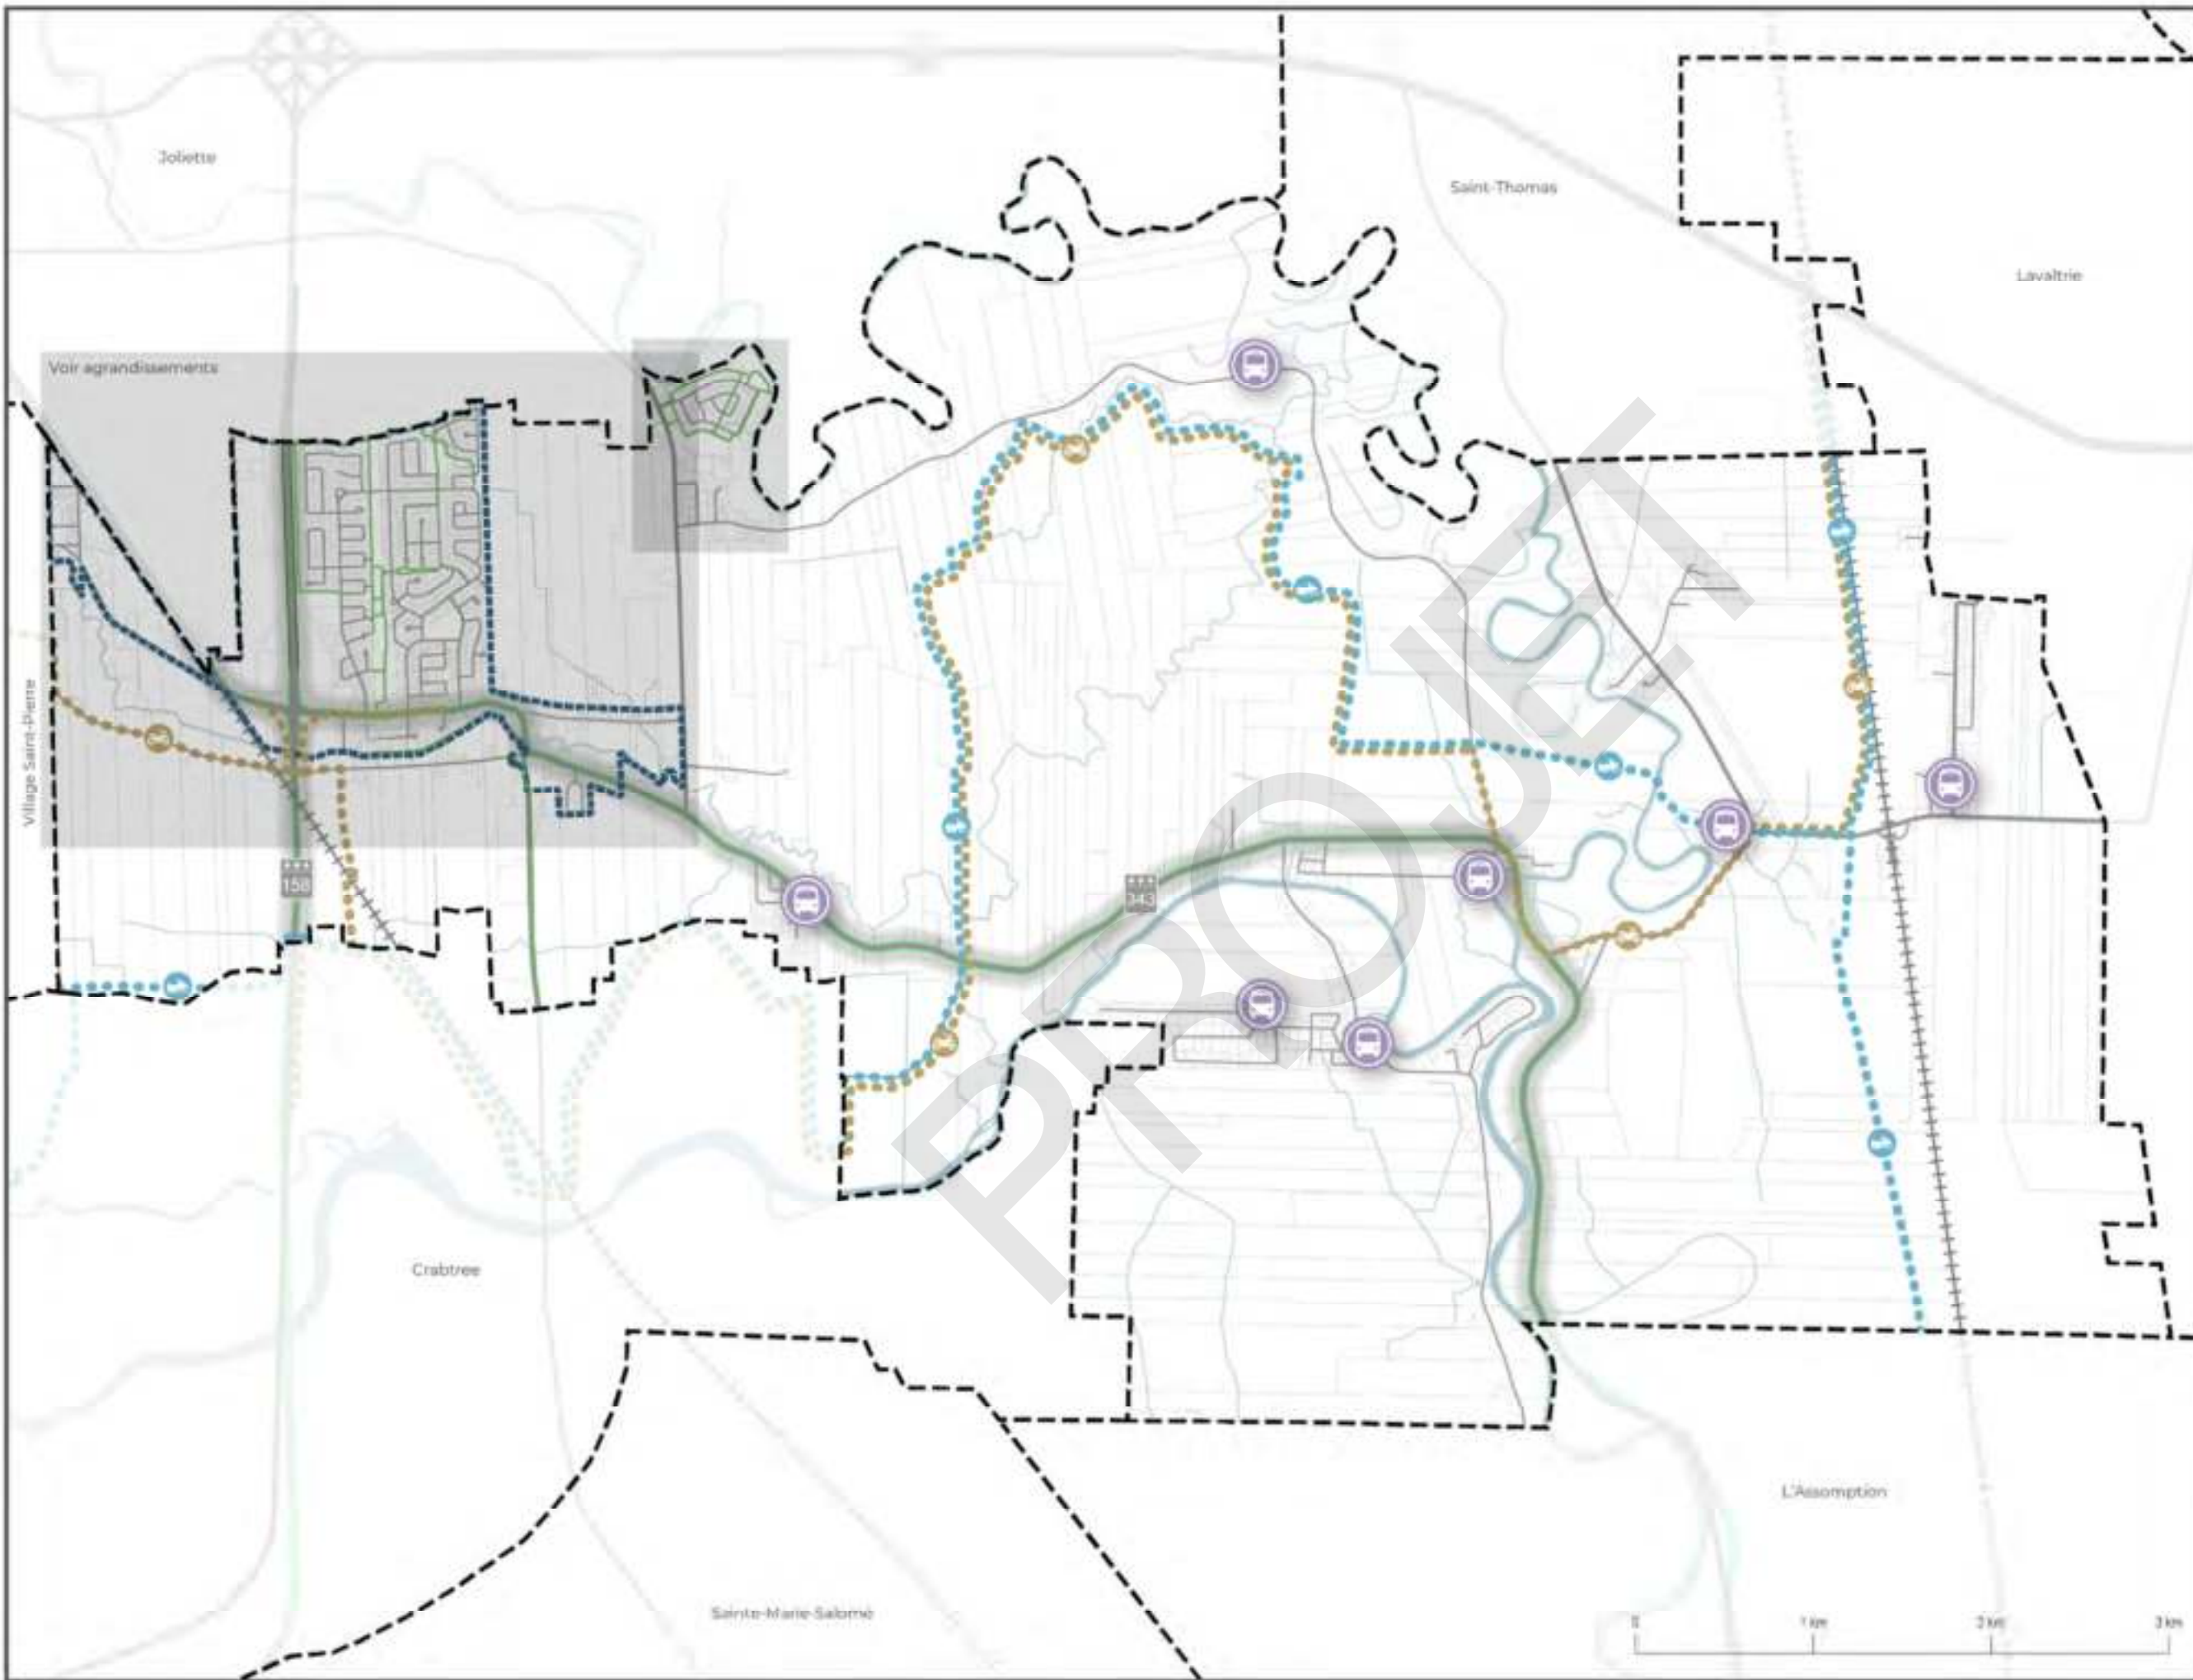 Joliette
Saint-Thomas
Lavaltrie
Voir agrandissements
Village Saint-Pierre
158
343
PROJET
Crabtree
L'Assomption
Sainte-Marie-Salomé
0 1 km 2 km 3 km